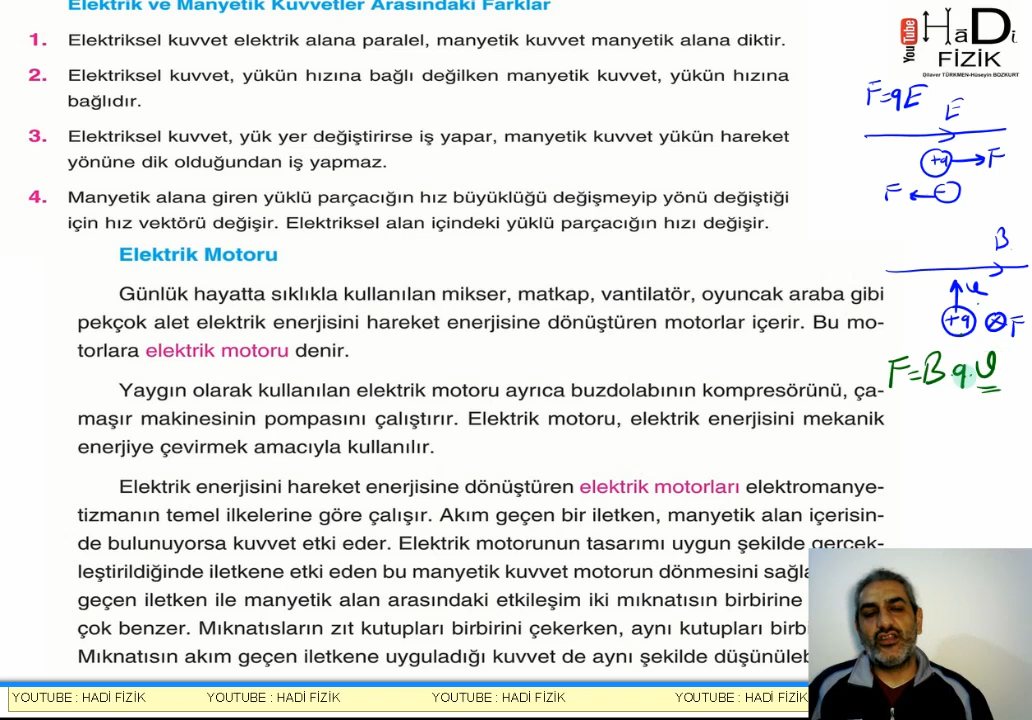 Elektrik ve Manyetik Kuvvetler Arasındaki Farklar
1. Elektriksel kuvvet elektrik alana paralel, manyetik kuvvet manyetik alana diktir.
2. Elektriksel kuvvet, yükün hızına bağlı değilken manyetik kuvvet, yükün hızına
bağlıdır.
3. Elektriksel kuvvet, yük yer değiştirirse iş yapar, manyetik kuvvet yükün hareket
yönüne dik olduğundan iş yapmaz.
4. Manyetik alana giren yüklü parçacığın hız büyüklüğü değişmeyip yönü değiştiği
için hız vektörü değişir. Elektriksel alan içindeki yüklü parçacığın hızı değişir.
Elektrik Motoru
Günlük hayatta sıklıkla kullanılan mikser, matkap, vantilatör, oyuncak araba gibi
pekçok alet elektrik enerjisini hareket enerjisine dönüştüren motorlar içerir. Bu mo-
torlara elektrik motoru denir.
Yaygın olarak kullanılan elektrik motoru ayrıca buzdolabının kompresörünü, ça-
maşır makinesinin pompasını çalıştırır. Elektrik motoru, elektrik enerjisini mekanik
enerjiye çevirmek amacıyla kullanılır.
Elektrik enerjisini hareket enerjisine dönüştüren elektrik motorları elektromanye-
tizmanın temel ilkelerine göre çalışır. Akım geçen bir iletken, manyetik alan içerisin-
de bulunuyorsa kuvvet etki eder. Elektrik motorunun tasarımı uygun şekilde gerçek-
leştirildiğinde iletkene etki eden bu manyetik kuvvet motorun dönmesini sağla
geçen iletken ile manyetik alan arasındaki etkileşim iki mıknatısın birbirine
çok benzer. Mıknatısların zıt kutupları birbirini çekerken, aynı kutupları birb
Mıknatısın akım geçen iletkene uyguladığı kuvvet de aynı şekilde düşünüleb
YouTube HaDi
FİZİK
Dilaver TÜRKMEN-Hüseyin BOZKURT
F=qE
E
+q F
F -
B
+q F
F=Bq.v
YOUTUBE : HADİ FİZİK YOUTUBE : HADİ FİZİK YOUTUBE : HADİ FİZİK YOUTUBE : HADİ FİZİK